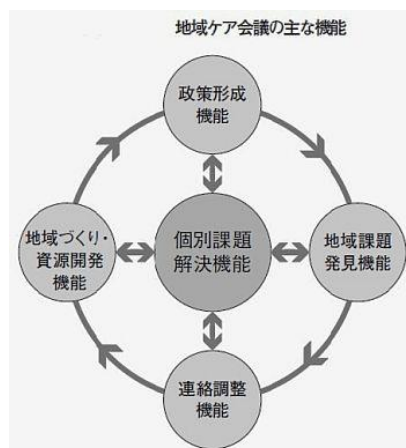 地域ケア会議の主な機能
政策形成
機能
地域づくり・
資源開発
機能
個別課題
解決機能
地域課題
発見機能
連絡調整
機能